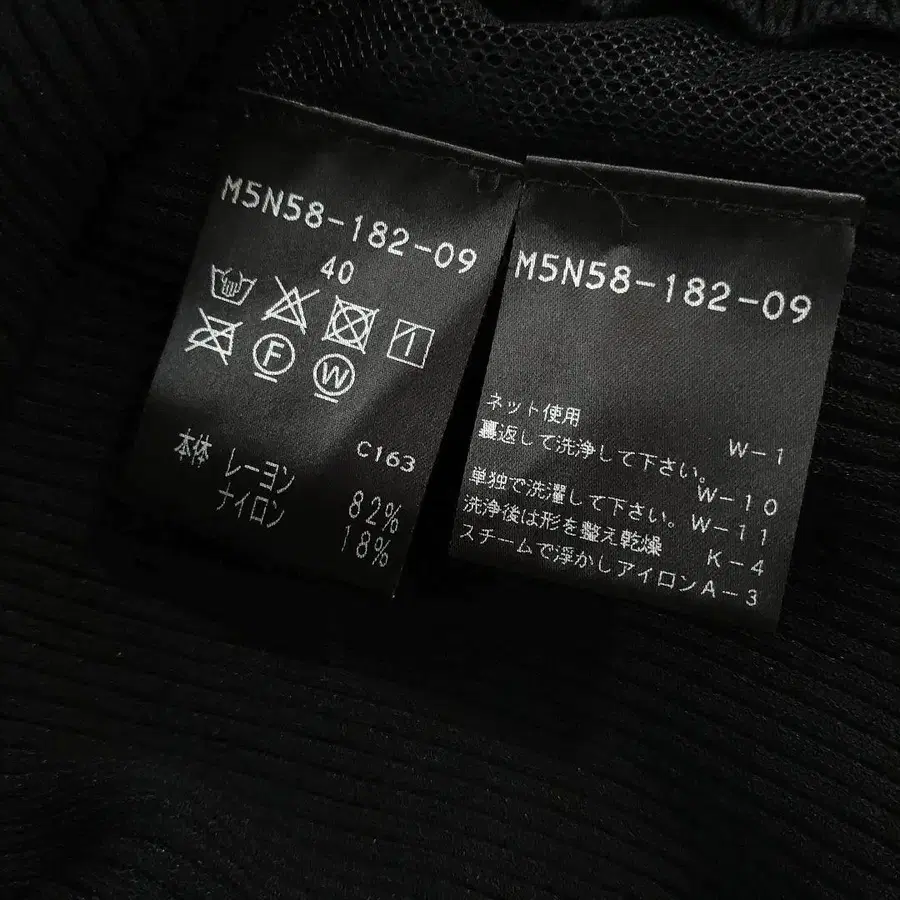 M5N58-182-09
40
F
W
C163
本体 レーヨン 82%
ナイロン 18%
M5N58-182-09
ネット使用 W-1
裏返して洗浄して下さい。 W-10
単独で洗濯して下さい。 W-11
洗浄後は形を整え乾燥 K-4
スチームで浮かしアイロン A-3